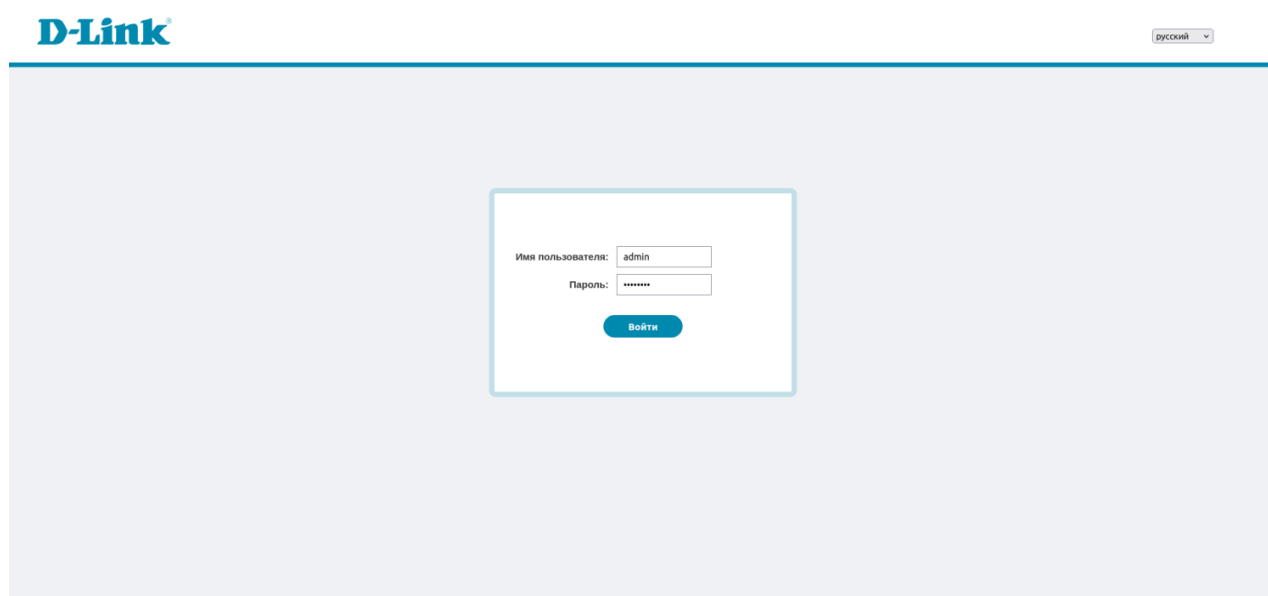 D-Link®
русский
Имя пользователя: admin
Пароль: ••••••••
Войти